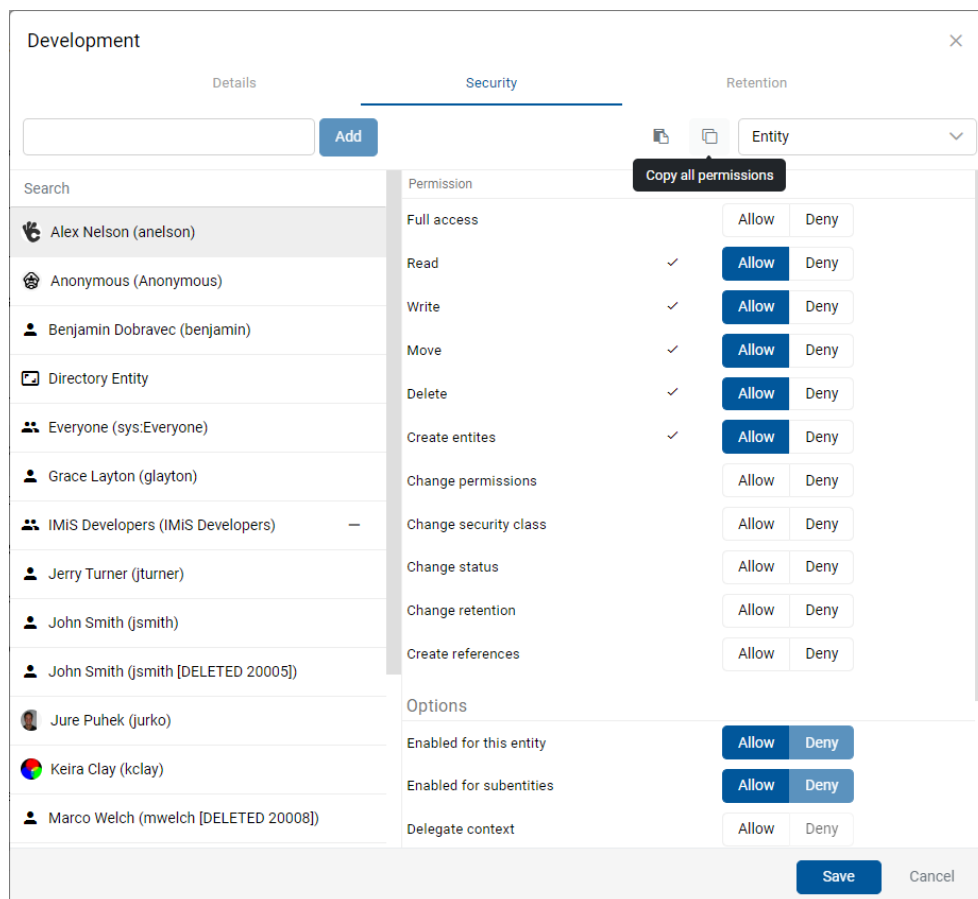 Development
Details Security Retention
Add Entity
Copy all permissions
Search
Alex Nelson (anelson)
Anonymous (Anonymous)
Benjamin Dobravec (benjamin)
Directory Entity
Everyone (sys:Everyone)
Grace Layton (glayton)
IMiS Developers (IMiS Developers)
Jerry Turner (jturner)
John Smith (jsmith)
John Smith (jsmith [DELETED 20005])
Jure Puhek (jurko)
Keira Clay (kclay)
Marco Welch (mwelch [DELETED 20008])
Permission
Full access Allow Deny
Read Allow Deny
Write Allow Deny
Move Allow Deny
Delete Allow Deny
Create entites Allow Deny
Change permissions Allow Deny
Change security class Allow Deny
Change status Allow Deny
Change retention Allow Deny
Create references Allow Deny
Options
Enabled for this entity Allow Deny
Enabled for subentities Allow Deny
Delegate context Allow Deny
Save Cancel